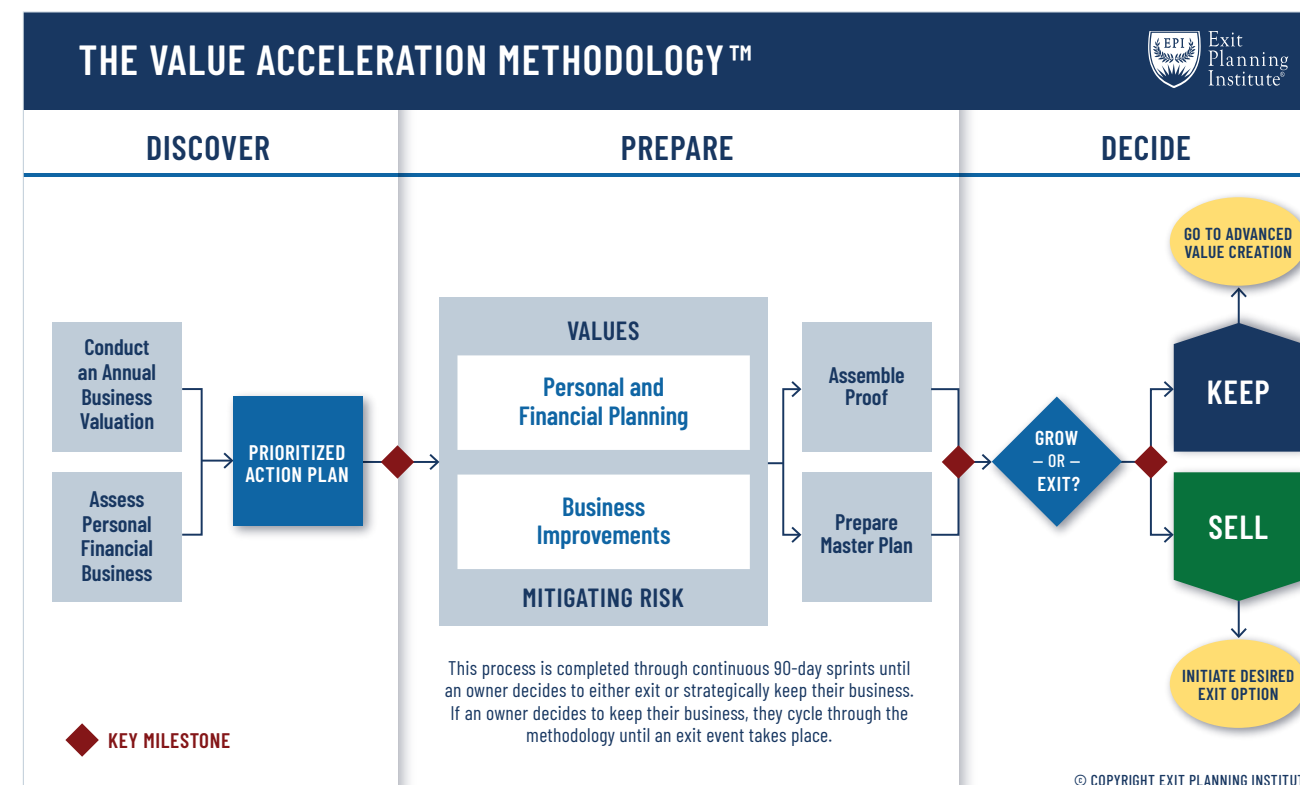 THE VALUE ACCELERATION METHODOLOGY™
EPI
Exit
Planning
Institute®
DISCOVER
PREPARE
DECIDE
Conduct
an Annual
Business
Valuation
Assess
Personal
Financial
Business
PRIORITIZED
ACTION PLAN
KEY MILESTONE
VALUES
Personal and
Financial Planning
Business
Improvements
MITIGATING RISK
Assemble
Proof
Prepare
Master Plan
This process is completed through continuous 90-day sprints until
an owner decides to either exit or strategically keep their business.
If an owner decides to keep their business, they cycle through the
methodology until an exit event takes place.
GROW
— OR —
EXIT?
GO TO ADVANCED
VALUE CREATION
KEEP
SELL
INITIATE DESIRED
EXIT OPTION
© COPYRIGHT EXIT PLANNING INSTITUT